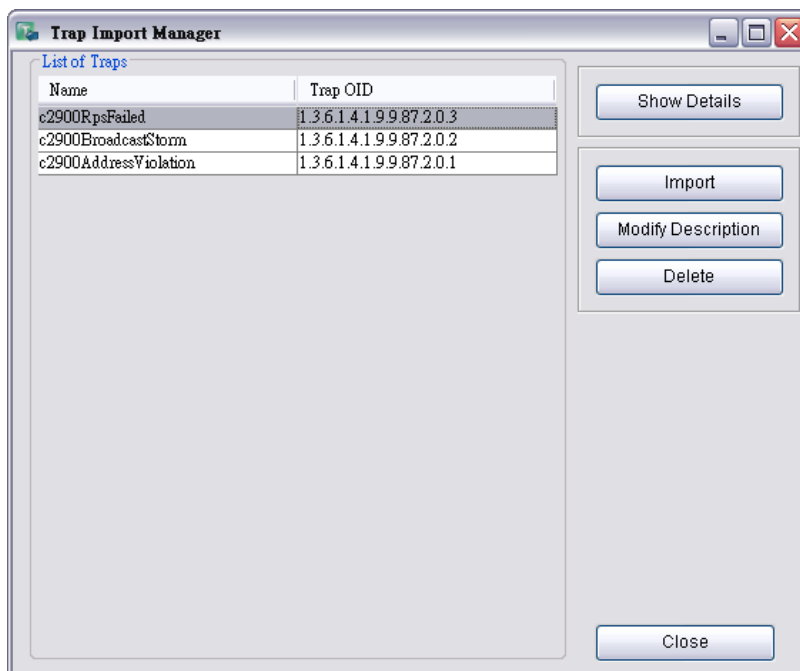 Trap Import Manager
List of Traps
Name Trap OID
c2900RpsFailed 1.3.6.1.4.1.9.9.87.2.0.3
c2900BroadcastStorm 1.3.6.1.4.1.9.9.87.2.0.2
c2900AddressViolation 1.3.6.1.4.1.9.9.87.2.0.1
Show Details
Import
Modify Description
Delete
Close